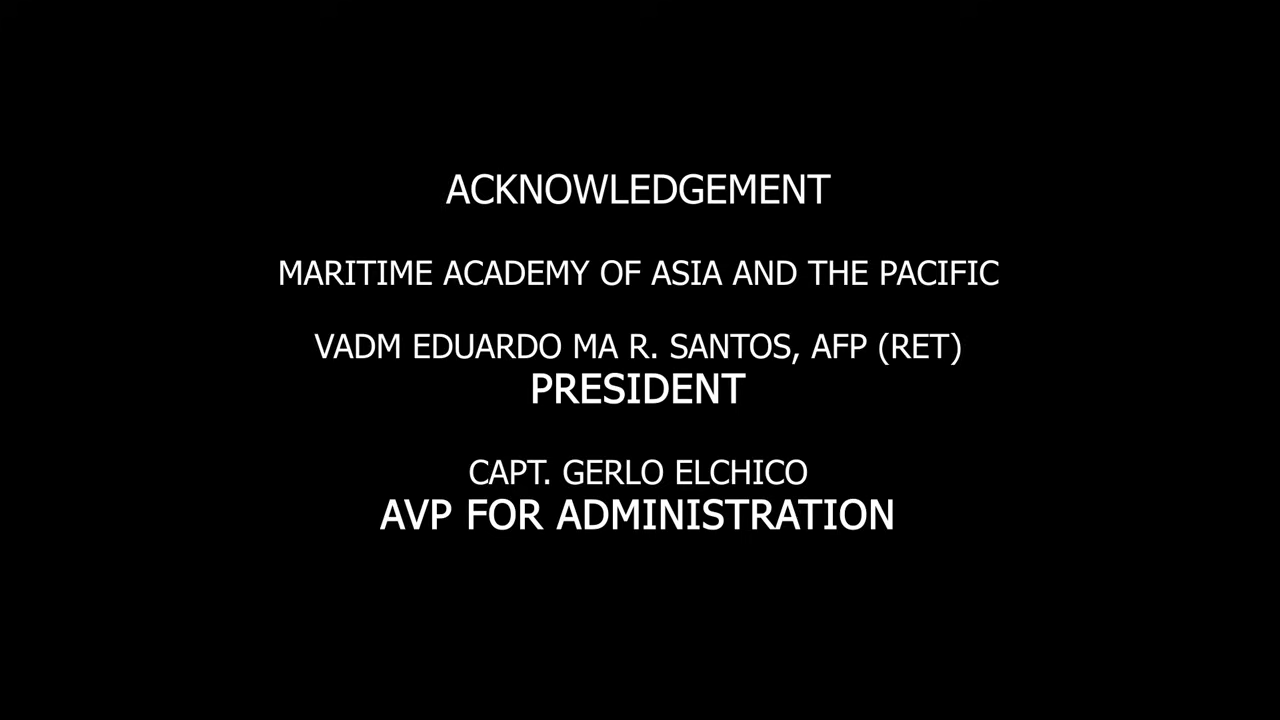 ACKNOWLEDGEMENT
MARITIME ACADEMY OF ASIA AND THE PACIFIC
VADM EDUARDO MA R. SANTOS, AFP (RET)
PRESIDENT
CAPT. GERLO ELCHICO
AVP FOR ADMINISTRATION